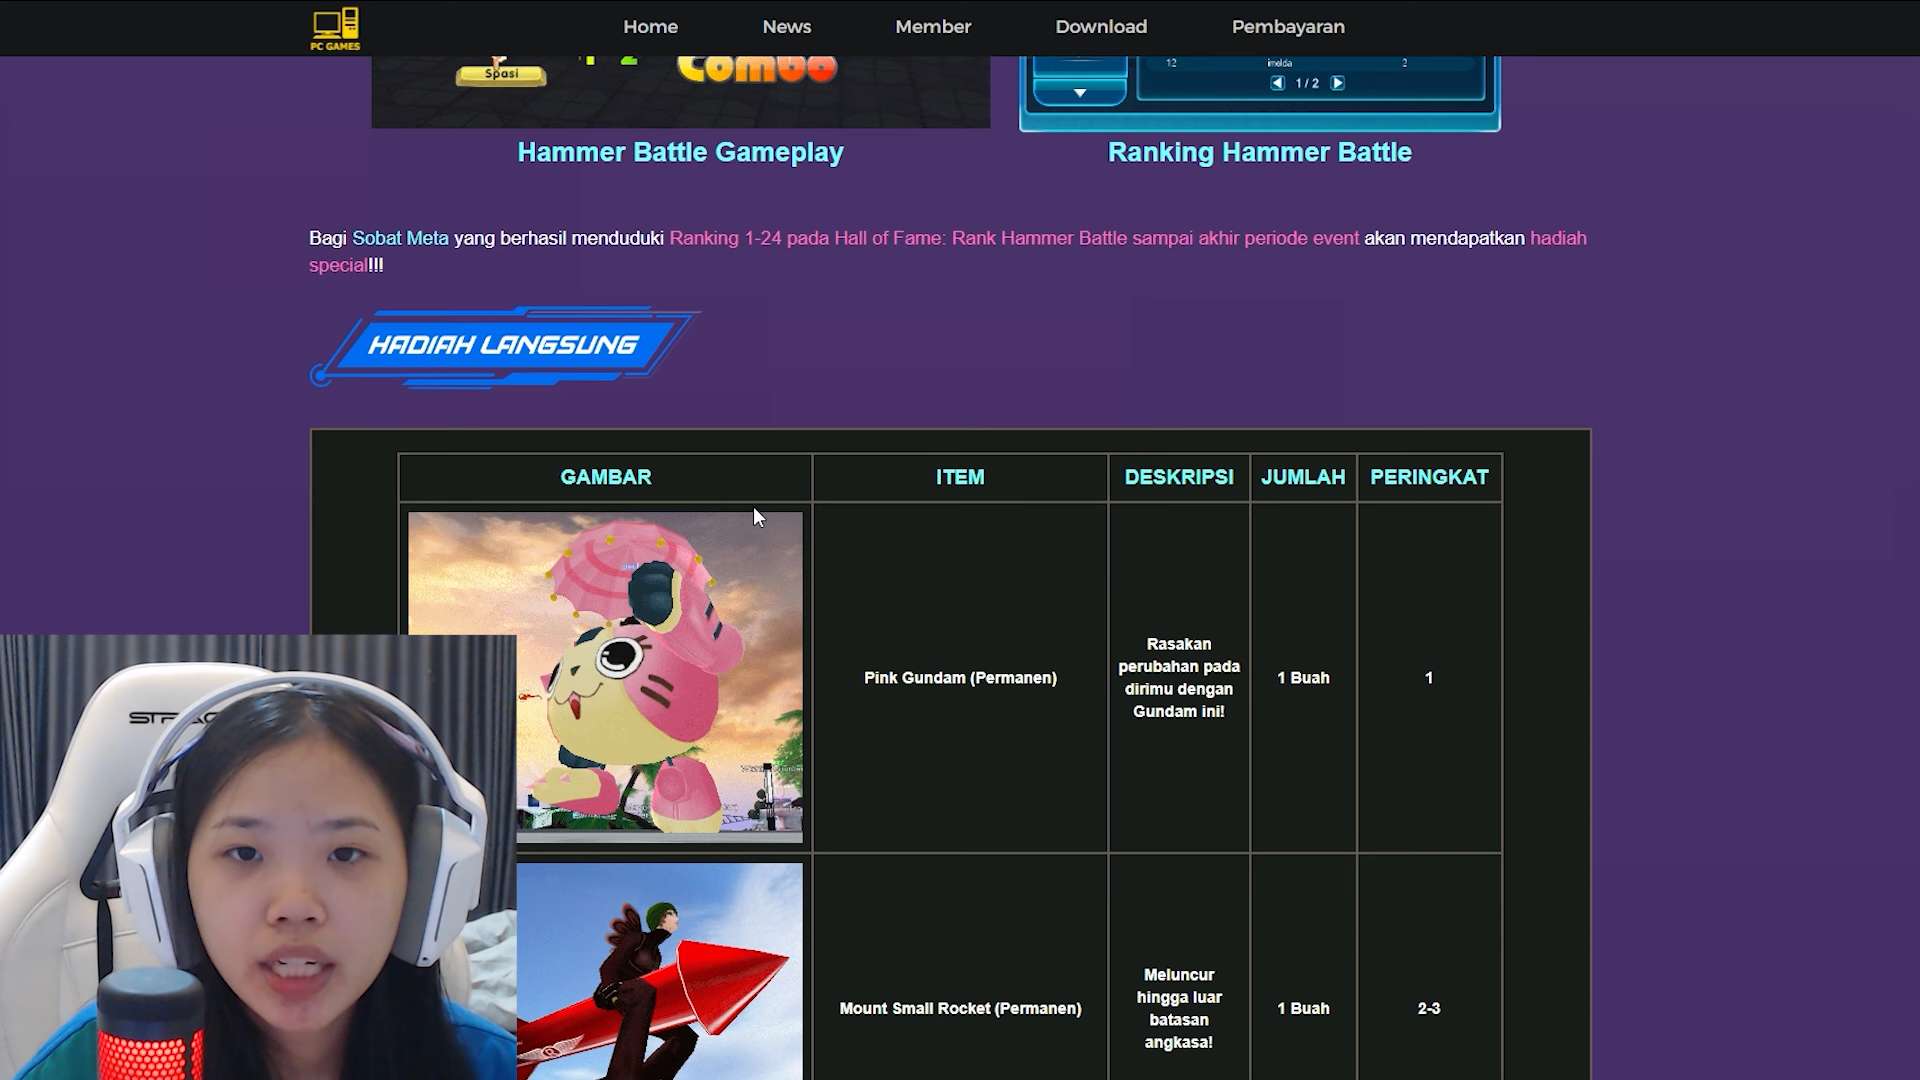 PC GAMES
Home News Member Download Pembayaran
Spasi
Combo
12 imelda 2
1 / 2
Hammer Battle Gameplay Ranking Hammer Battle
Bagi Sobat Meta yang berhasil menduduki Ranking 1-24 pada Hall of Fame: Rank Hammer Battle sampai akhir periode event akan mendapatkan hadiah
special!!!
HADIAH LANGSUNG
GAMBAR ITEM DESKRIPSI JUMLAH PERINGKAT
Rasakan
perubahan pada
Pink Gundam (Permanen) 1 Buah 1
dirimu dengan
Gundam ini!
Meluncur
hingga luar
Mount Small Rocket (Permanen) 1 Buah 2-3
batasan
angkasa!